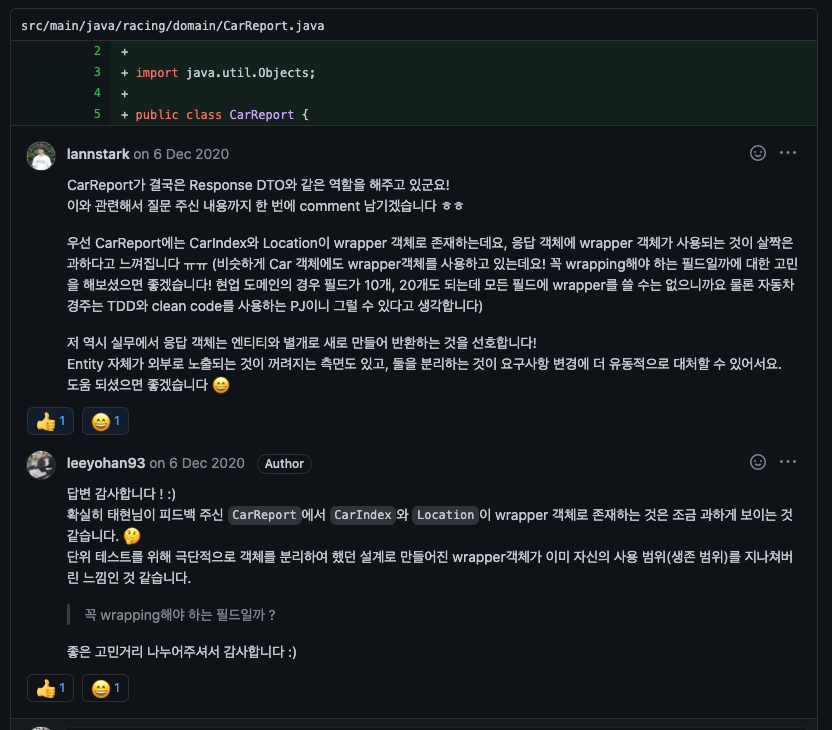 src/main/java/racing/domain/CarReport.java
2 +
3 + import java.util.Objects;
4 +
5 + public class CarReport {
lannstark on 6 Dec 2020
CarReport가 결국은 Response DTO와 같은 역할을 해주고 있군요!
이와 관련해서 질문 주신 내용까지 한 번에 comment 남기겠습니다 ㅎㅎ
우선 CarReport에는 CarIndex와 Location이 wrapper 객체로 존재하는데요, 응답 객체에 wrapper 객체가 사용되는 것이 살짝은
과하다고 느껴집니다 ㅠㅠ (비슷하게 Car 객체에도 wrapper객체를 사용하고 있는데요! 꼭 wrapping해야 하는 필드일까에 대한 고민
을 해보셨으면 좋겠습니다! 현업 도메인의 경우 필드가 10개, 20개도 되는데 모든 필드에 wrapper를 쓸 수는 없으니까요 물론 자동차
경주는 TDD와 clean code를 사용하는 PJ이니 그럴 수 있다고 생각합니다)
저 역시 실무에서 응답 객체는 엔티티와 별개로 새로 만들어 반환하는 것을 선호합니다!
Entity 자체가 외부로 노출되는 것이 꺼려지는 측면도 있고, 둘을 분리하는 것이 요구사항 변경에 더 유동적으로 대처할 수 있어서요.
도움 되셨으면 좋겠습니다 😄
👍 1 😄 1
leeyohan93 on 6 Dec 2020 Author
답변 감사합니다 ! :)
확실히 태현님이 피드백 주신 CarReport에서 CarIndex와 Location이 wrapper 객체로 존재하는 것은 조금 과하게 보이는 것
같습니다. 🤔
단위 테스트를 위해 극단적으로 객체를 분리하여 했던 설계로 만들어진 wrapper객체가 이미 자신의 사용 범위(생존 범위)를 지나쳐버
린 느낌인 것 같습니다.
꼭 wrapping해야 하는 필드일까 ?
좋은 고민거리 나누어주셔서 감사합니다 :)
👍 1 😄 1